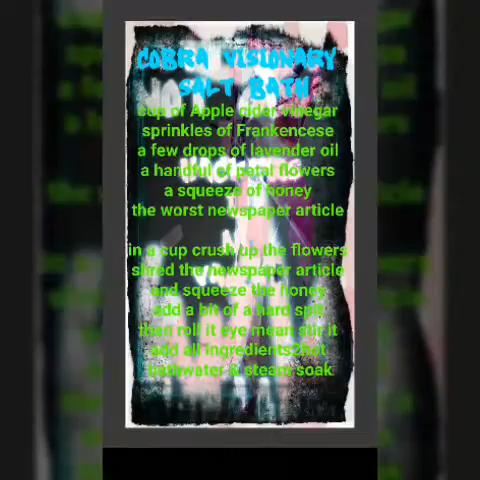 COBRA VISIONARY
SALT BATH
cup of Apple cider vinegar
sprinkles of Frankencese
a few drops of lavender oil
a handful of petal flowers
a squeeze of honey
the worst newspaper article
in a cup crush up the flowers
shred the newspaper article
and squeeze the honey
add a bit of a hard spit
then roll it eye mean stir it
add all ingredients2hot
bathwater & steam soak